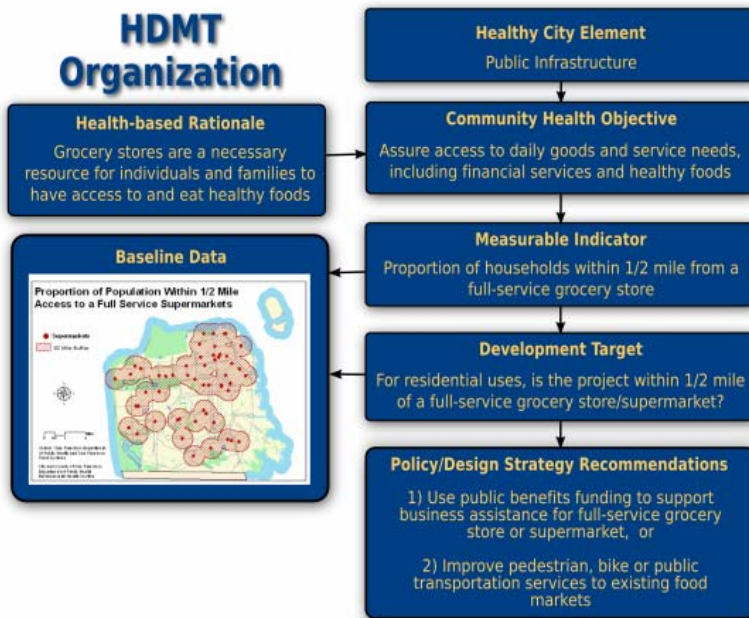 HDMT
Organization
Healthy City Element
Public Infrastructure
Health-based Rationale
Grocery stores are a necessary
resource for individuals and families to
have access to and eat healthy foods
Community Health Objective
Assure access to daily goods and service needs,
including financial services and healthy foods
Baseline Data
Proportion of Population Within 1/2 Mile
Access to a Full Service Supermarkets
Supermarkets
Measurable Indicator
Proportion of households within 1/2 mile from a
full-service grocery store
Development Target
For residential uses, is the project within 1/2 mile
of a full-service grocery store/supermarket?
Policy/Design Strategy Recommendations
1) Use public benefits funding to support
business assistance for full-service grocery
store or supermarket, or
2) Improve pedestrian, bike or public
transportation services to existing food
markets